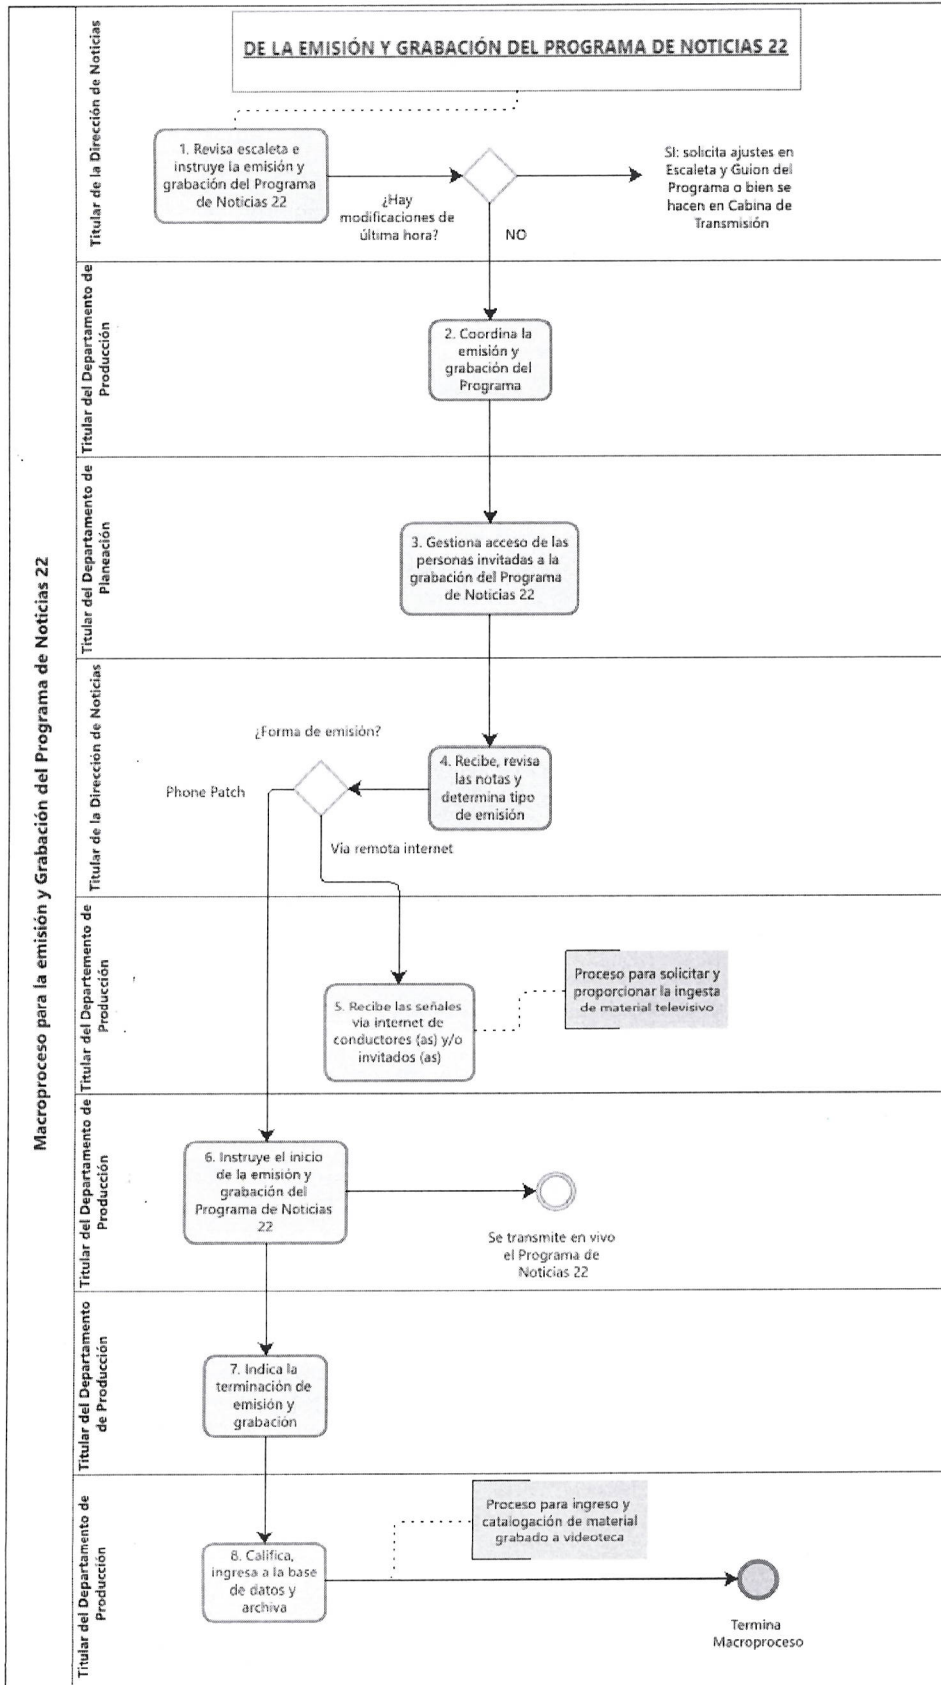 Macroproceso para la emisión y Grabación del Programa de Noticias 22
Titular de la Dirección de Noticias
DE LA EMISIÓN Y GRABACIÓN DEL PROGRAMA DE NOTICIAS 22
1. Revisa escaleta e
instruye la emisión y
grabación del Programa
de Noticias 22
¿Hay
modificaciones de
última hora?
NO
SI: solicita ajustes en
Escaleta y Guion del
Programa o bien se
hacen en Cabina de
Transmisión
Titular del Departamento de
Producción
2. Coordina la
emisión y
grabación del
Programa
Titular del Departamento de
Planeación
3. Gestiona acceso de las
personas invitadas a la
grabación del Programa
de Noticias 22
Titular de la Dirección de Noticias
¿Forma de emisión?
4. Recibe, revisa
las notas y
determina tipo
de emisión
Phone Patch
Vía remota internet
Titular del Departemento de
Producción
5. Recibe las señales
vía internet de
conductores (as) y/o
invitados (as)
Proceso para solicitar y
proporcionar la ingesta
de material televisivo
Titular del Departamento de
Producción
6. Instruye el inicio
de la emisión y
grabación del
Programa de Noticias
22
Se transmite en vivo
el Programa de
Noticias 22
Titular del Departamento
de Producción
7. Indica la
terminación de
emisión y
grabación
Titular del Departamento de
Producción
8. Califica,
ingresa a la base
de datos y
archiva
Proceso para ingreso y
catalogación de material
grabado a videoteca
Termina
Macroproceso